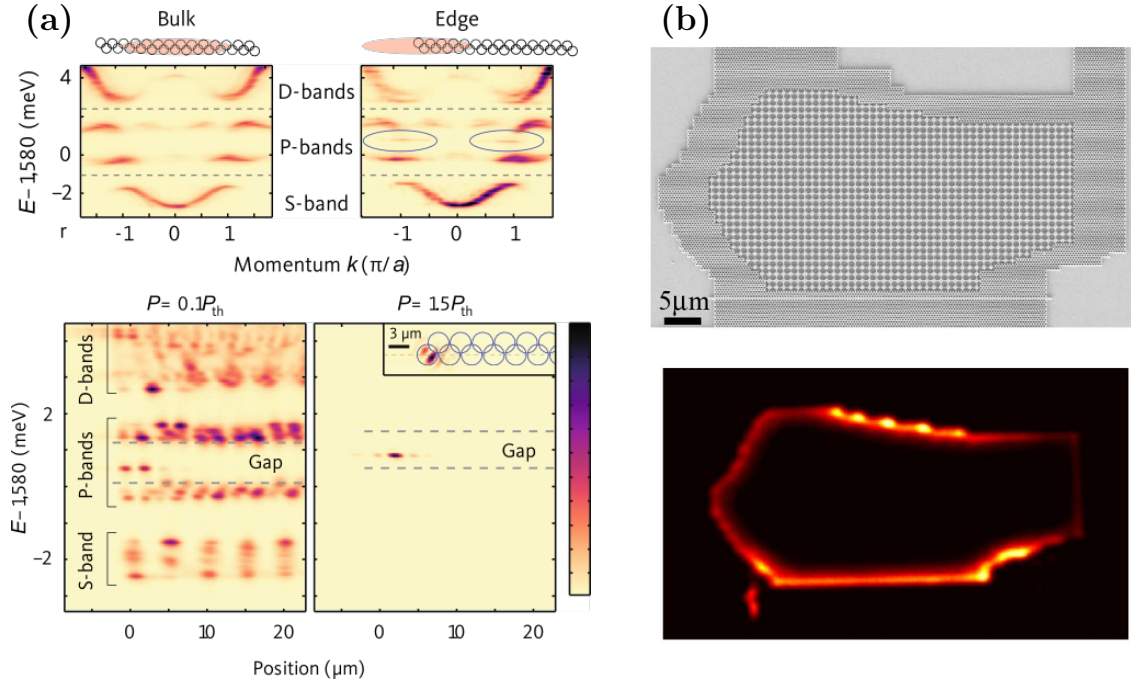 (a)
Bulk
Edge
4
D-bands
P-bands
0
−2
S-band
E−1,580 (meV)
r
-1
0
1
-1
0
1
Momentum k(π/a)
P= 0.1Pth
P= 15Pth
D-bands
P-bands
S-band
2
−2
E−1,580 (meV)
Gap
3 μm
Gap
0
10
20
0
10
20
Position (μm)
(b)
5μm